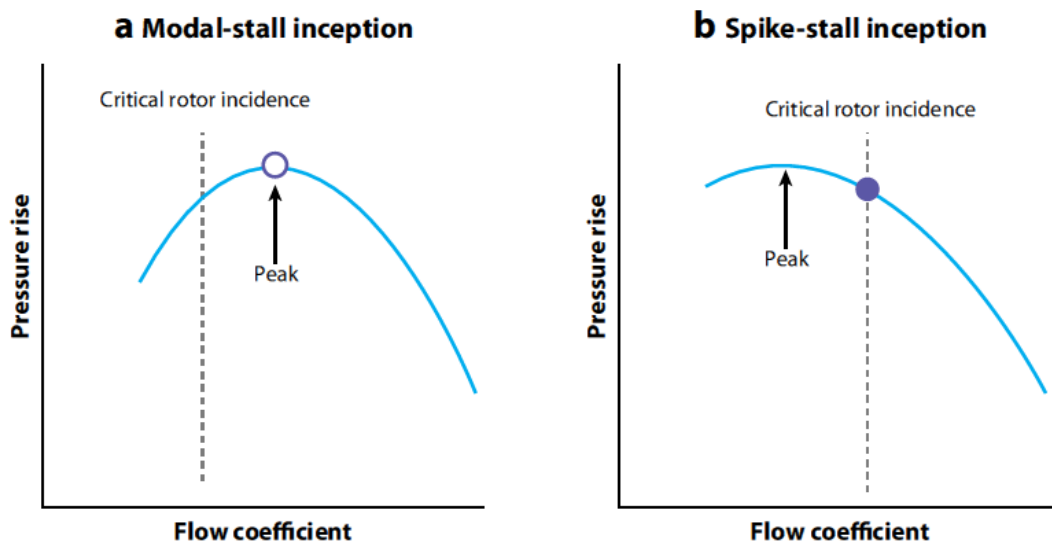 a Modal-stall inception
Critical rotor incidence
Peak
Pressure rise
Flow coefficient
b Spike-stall inception
Critical rotor incidence
Peak
Pressure rise
Flow coefficient